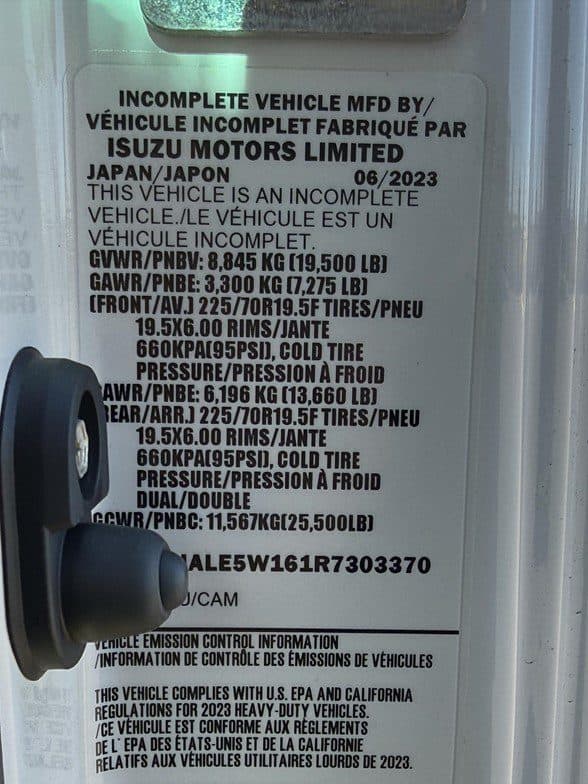 INCOMPLETE VEHICLE MFD BY/
VÉHICULE INCOMPLET FABRIQUÉ PAR
ISUZU MOTORS LIMITED
JAPAN/JAPON 06/2023
THIS VEHICLE IS AN INCOMPLETE
VEHICLE./LE VÉHICULE EST UN
VÉHICULE INCOMPLET.
GVWR/PNBV: 8,845 KG (19,500 LB)
GAWR/PNBE: 3,300 KG (7,275 LB)
(FRONT/AV.) 225/70R19.5F TIRES/PNEU
19.5X6.00 RIMS/JANTE
660KPA(95PSI), COLD TIRE
PRESSURE/PRESSION À FROID
AWR/PNBE: 6,196 KG (13,660 LB)
REAR/ARR.) 225/70R19.5F TIRES/PNEU
19.5X6.00 RIMS/JANTE
660KPA(95PSI), COLD TIRE
PRESSURE/PRESSION À FROID
DUAL/DOUBLE
GCWR/PNBC: 11,567KG(25,500LB)
ALE5W161R7303370
/CAM
VEHICLE EMISSION CONTROL INFORMATION
/INFORMATION DE CONTRÔLE DES ÉMISSIONS DE VÉHICULES
THIS VEHICLE COMPLIES WITH U.S. EPA AND CALIFORNIA
REGULATIONS FOR 2023 HEAVY-DUTY VEHICLES.
/CE VÉHICULE EST CONFORME AUX RÈGLEMENTS
DE L' EPA DES ÉTATS-UNIS ET DE LA CALIFORNIE
RELATIFS AUX VÉHICULES UTILITAIRES LOURDS DE 2023.